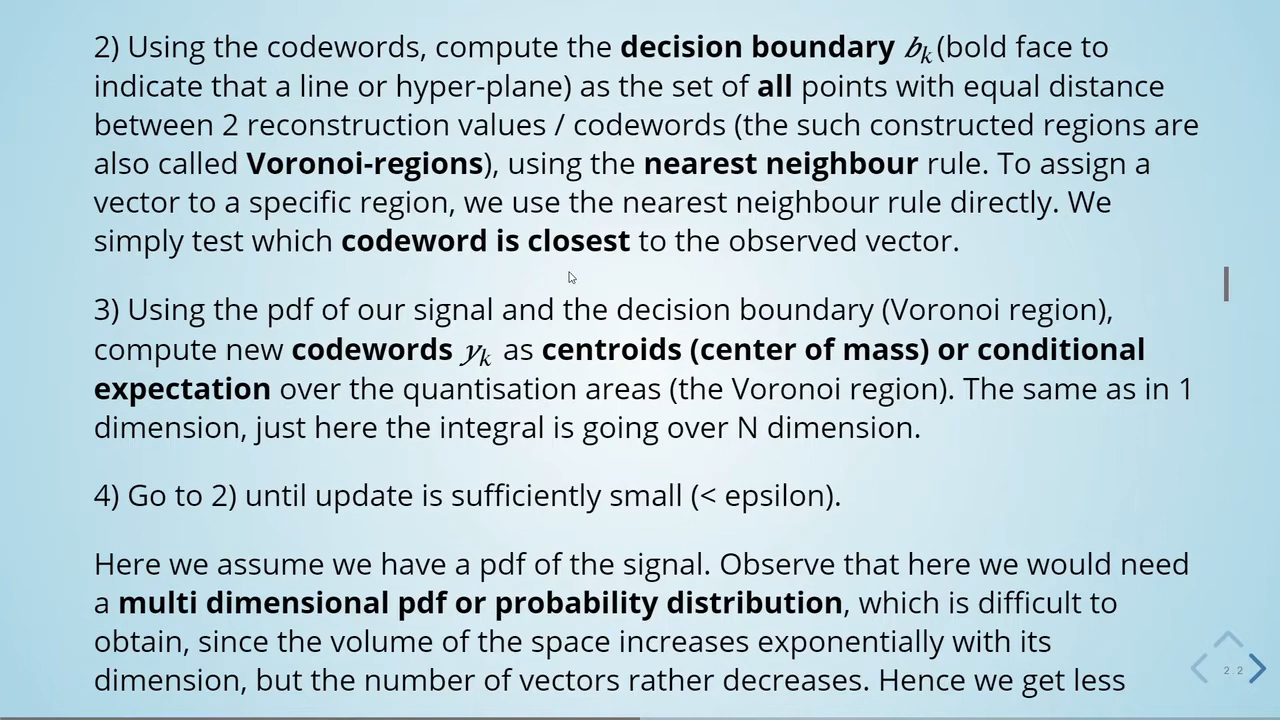 2) Using the codewords, compute the decision boundary 𝒃k (bold face to
indicate that a line or hyper-plane) as the set of all points with equal distance
between 2 reconstruction values / codewords (the such constructed regions are
also called Voronoi-regions), using the nearest neighbour rule. To assign a
vector to a specific region, we use the nearest neighbour rule directly. We
simply test which codeword is closest to the observed vector.
3) Using the pdf of our signal and the decision boundary (Voronoi region),
compute new codewords 𝒚k as centroids (center of mass) or conditional
expectation over the quantisation areas (the Voronoi region). The same as in 1
dimension, just here the integral is going over N dimension.
4) Go to 2) until update is sufficiently small (< epsilon).
Here we assume we have a pdf of the signal. Observe that here we would need
a multi dimensional pdf or probability distribution, which is difficult to
obtain, since the volume of the space increases exponentially with its
dimension, but the number of vectors rather decreases. Hence we get less
2.2